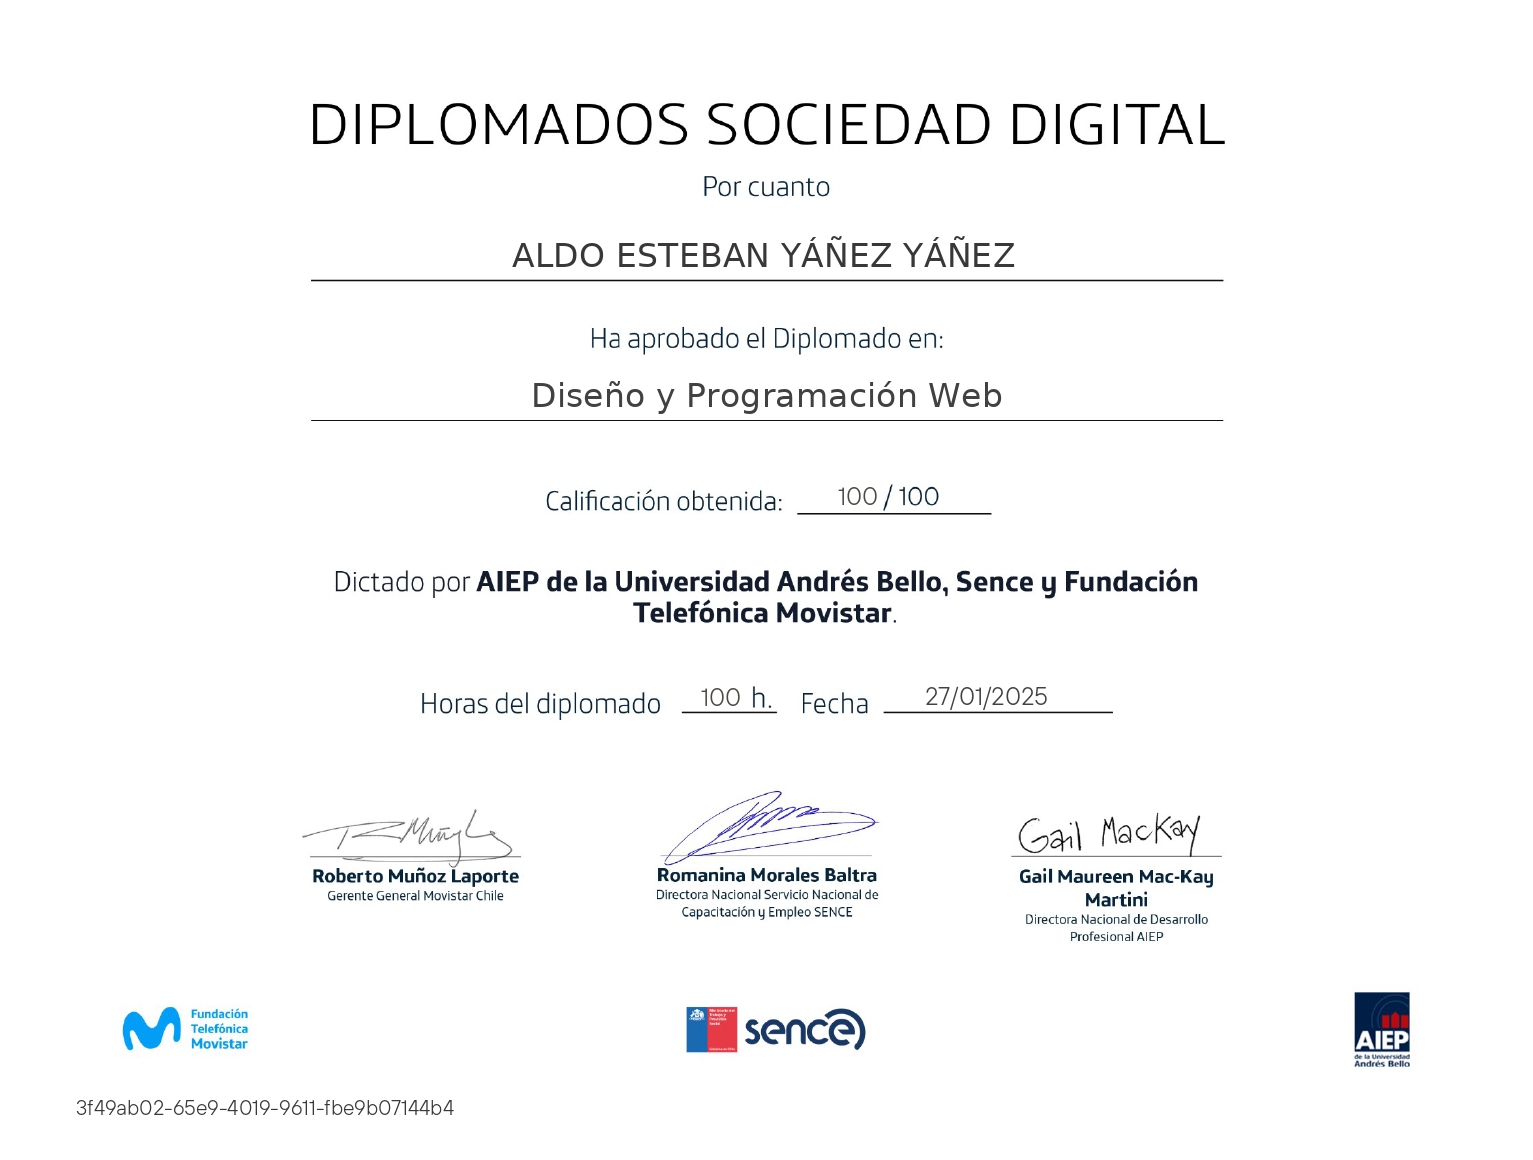 DIPLOMADOS SOCIEDAD DIGITAL
Por cuanto
ALDO ESTEBAN YÁÑEZ YÁÑEZ
Ha aprobado el Diplomado en:
Diseño y Programación Web
Calificación obtenida: 100 / 100
Dictado por AIEP de la Universidad Andrés Bello, Sence y Fundación
Telefónica Movistar.
Horas del diplomado 100 h. Fecha 27/01/2025
Roberto Muñoz Laporte
Gerente General Movistar Chile
Romanina Morales Baltra
Directora Nacional Servicio Nacional de
Capacitación y Empleo SENCE
Gail MacKay
Gail Maureen Mac-Kay
Martini
Directora Nacional de Desarrollo
Profesional AIEP
Fundación
Telefónica
Movistar
sence
AIEP
de la Universidad
Andrés Bello
3f49ab02-65e9-4019-9611-fbe9b07144b4